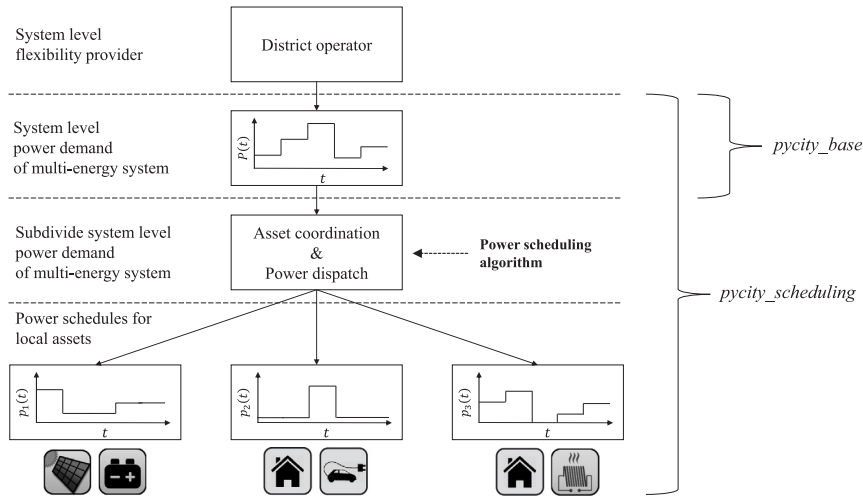 System level
flexibility provider
District operator
System level
power demand
of multi-energy system
P(t)
t
pycity_base
Subdivide system level
power demand
of multi-energy system
Asset coordination
&
Power dispatch
Power scheduling
algorithm
pycity_scheduling
Power schedules for
local assets
p₁(t)
t
p₂(t)
t
p₃(t)
t